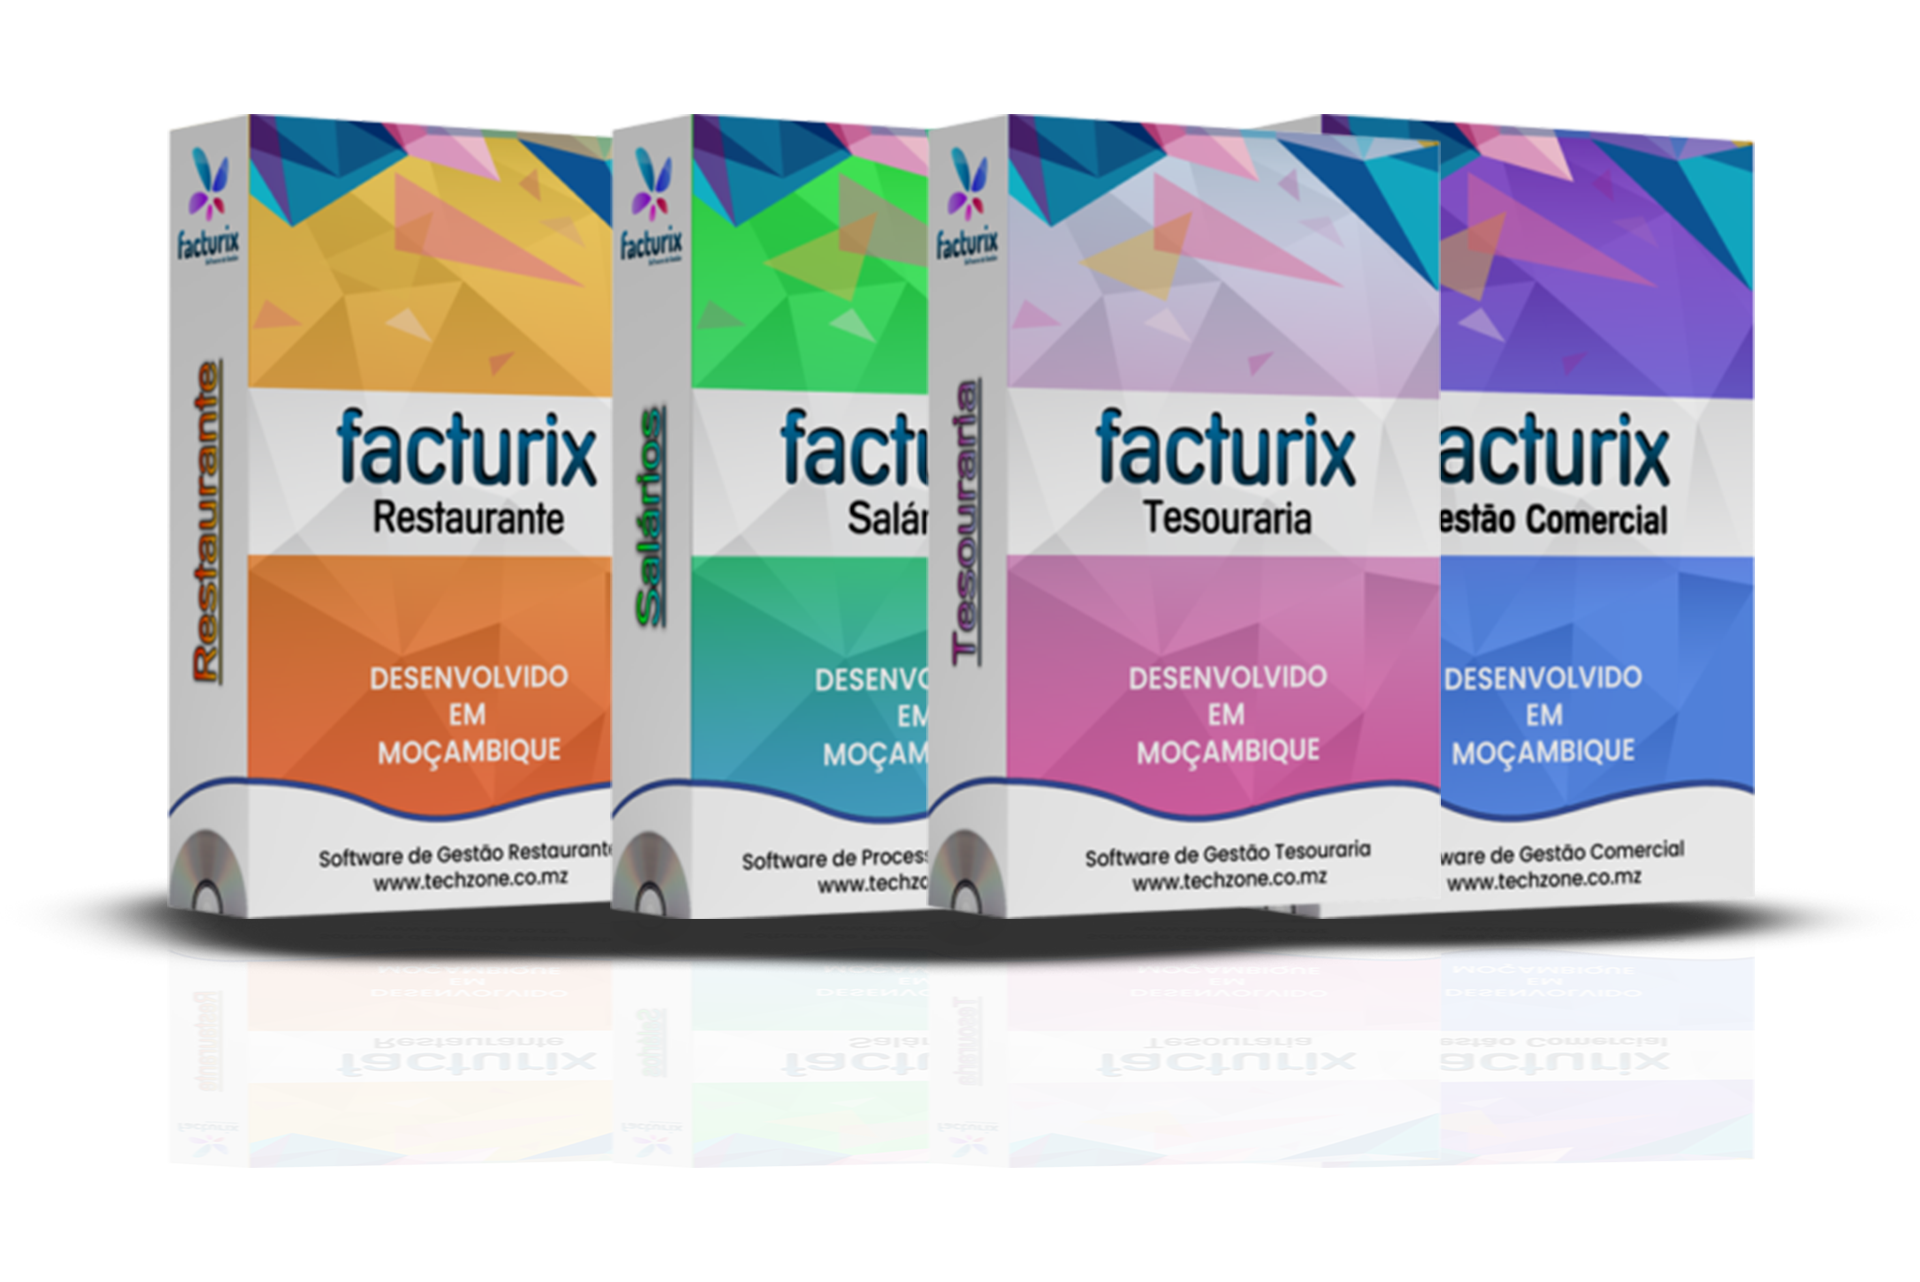 facturix
Restaurante
facturix
Restaurante
DESENVOLVIDO
EM
MOÇAMBIQUE
Software de Gestão Restaurante
www.techzone.co.mz
facturix
Salários
factu
Salár
DESENVO
EM
MOÇAM
Software de Process
www.techzo
facturix
Tesouraria
facturix
Tesouraria
DESENVOLVIDO
EM
MOÇAMBIQUE
Software de Gestão Tesouraria
www.techzone.co.mz
acturix
estão Comercial
DESENVOLVIDO
EM
MOÇAMBIQUE
ware de Gestão Comercial
www.techzone.co.mz